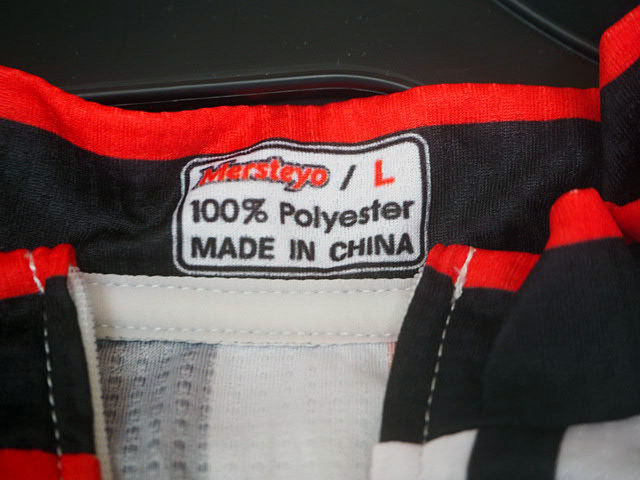 Mersteyo / L
100% Polyester
MADE IN CHINA